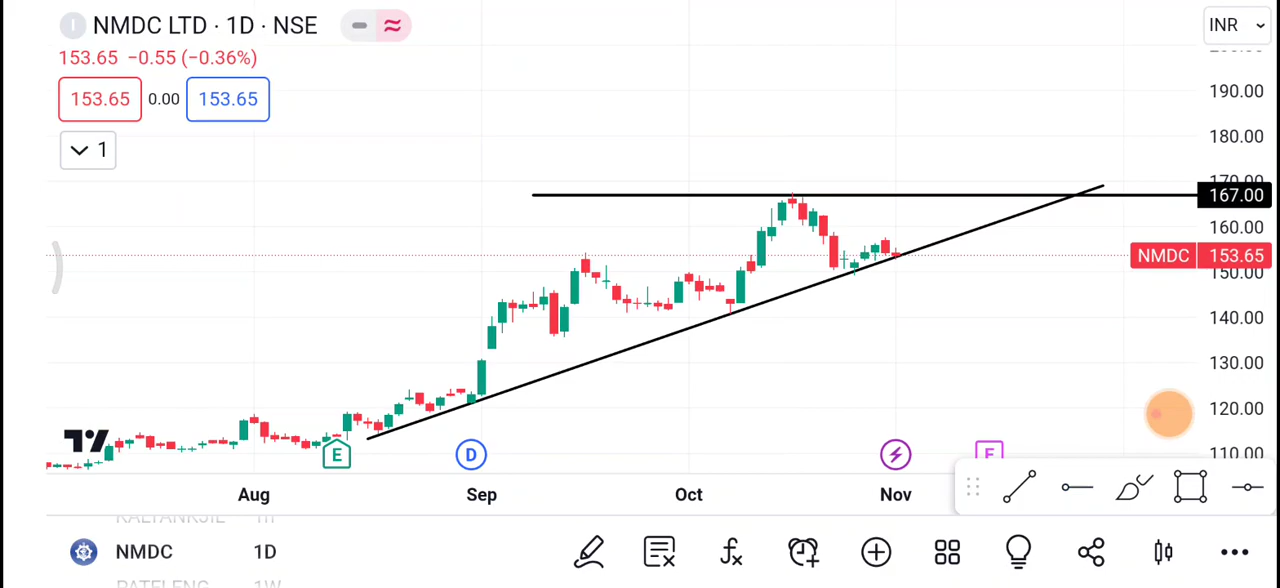 I NMDC LTD · 1D · NSE
INR
153.65 −0.55 (−0.36%)
153.65 0.00 153.65
1
190.00
180.00
170.00
167.00
160.00
NMDC 153.65
150.00
140.00
130.00
120.00
110.00
E D E
Aug Sep Oct Nov
NMDC 1D